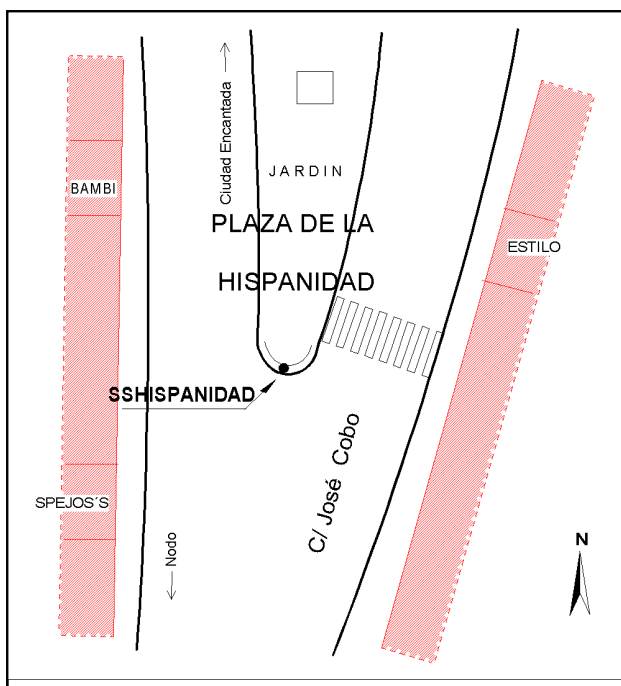 Ciudad Encantada
JARDIN
BAMBI
PLAZA DE LA
HISPANIDAD
ESTILO
SSHISPANIDAD
C/ José Cobo
SPEJOS´S
Nodo
N